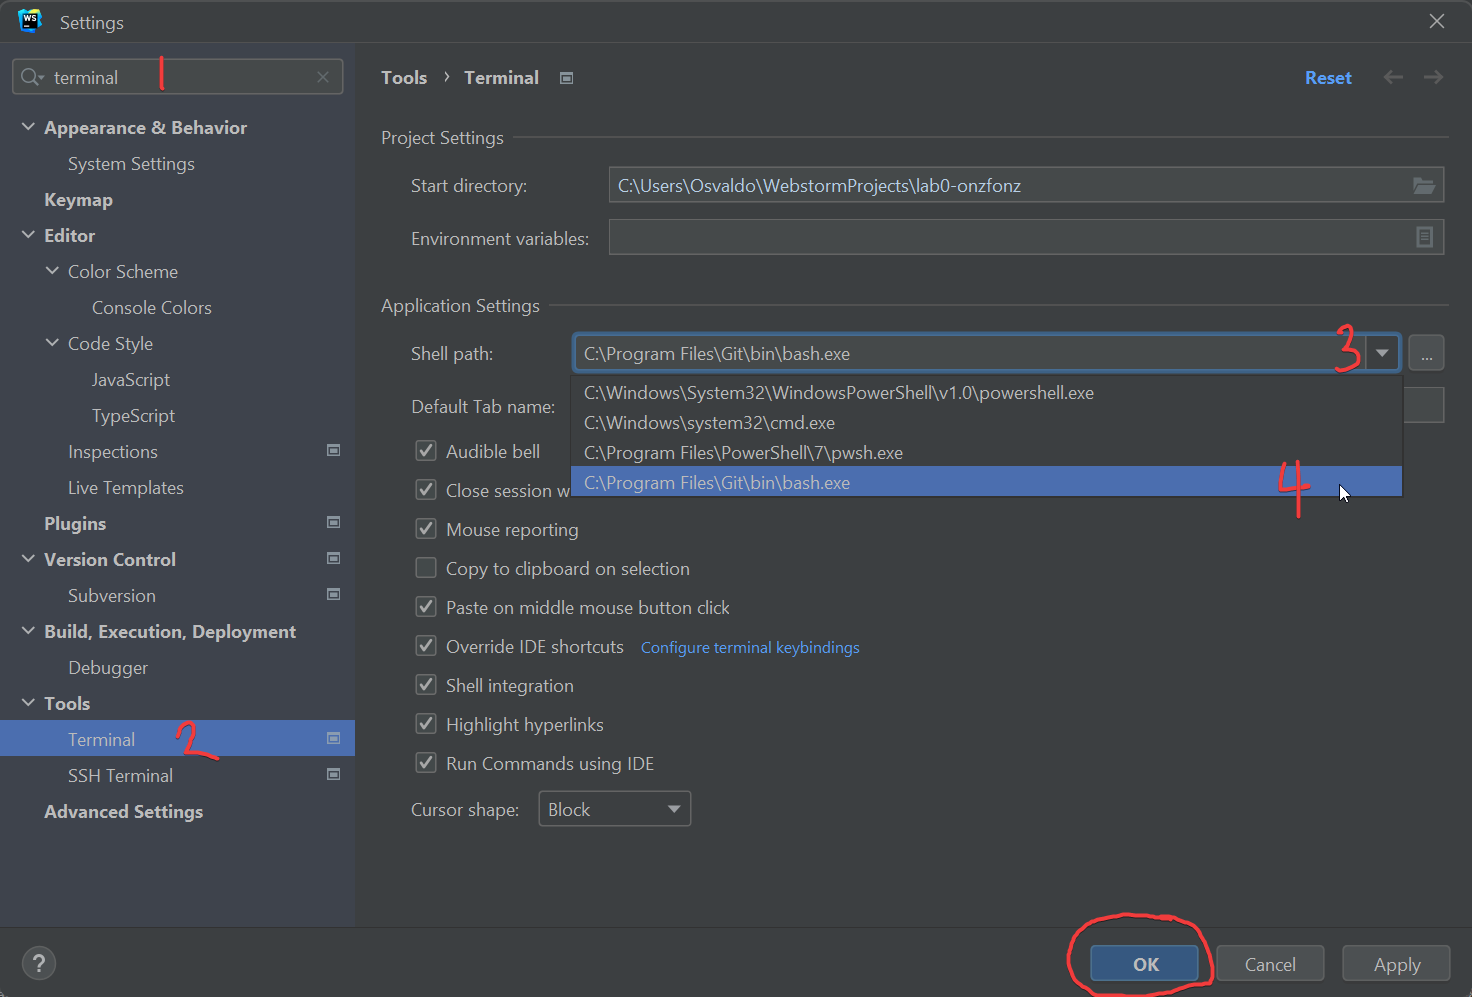 WS
Settings
terminal 1
Appearance & Behavior
System Settings
Keymap
Editor
Color Scheme
Console Colors
Code Style
JavaScript
TypeScript
Inspections
Live Templates
Plugins
Version Control
Subversion
Build, Execution, Deployment
Debugger
Tools
Terminal 2
SSH Terminal
Advanced Settings
Tools › Terminal
Reset
Project Settings
Start directory: C:\Users\Osvaldo\WebstormProjects\lab0-onzfonz
Environment variables:
Application Settings
Shell path: C:\Program Files\Git\bin\bash.exe 3 ...
C:\Windows\System32\WindowsPowerShell\v1.0\powershell.exe
Default Tab name:
C:\Windows\system32\cmd.exe
C:\Program Files\PowerShell\7\pwsh.exe
C:\Program Files\Git\bin\bash.exe 4
Audible bell
Close session w
Mouse reporting
Copy to clipboard on selection
Paste on middle mouse button click
Override IDE shortcuts Configure terminal keybindings
Shell integration
Highlight hyperlinks
Run Commands using IDE
Cursor shape: Block
? OK Cancel Apply